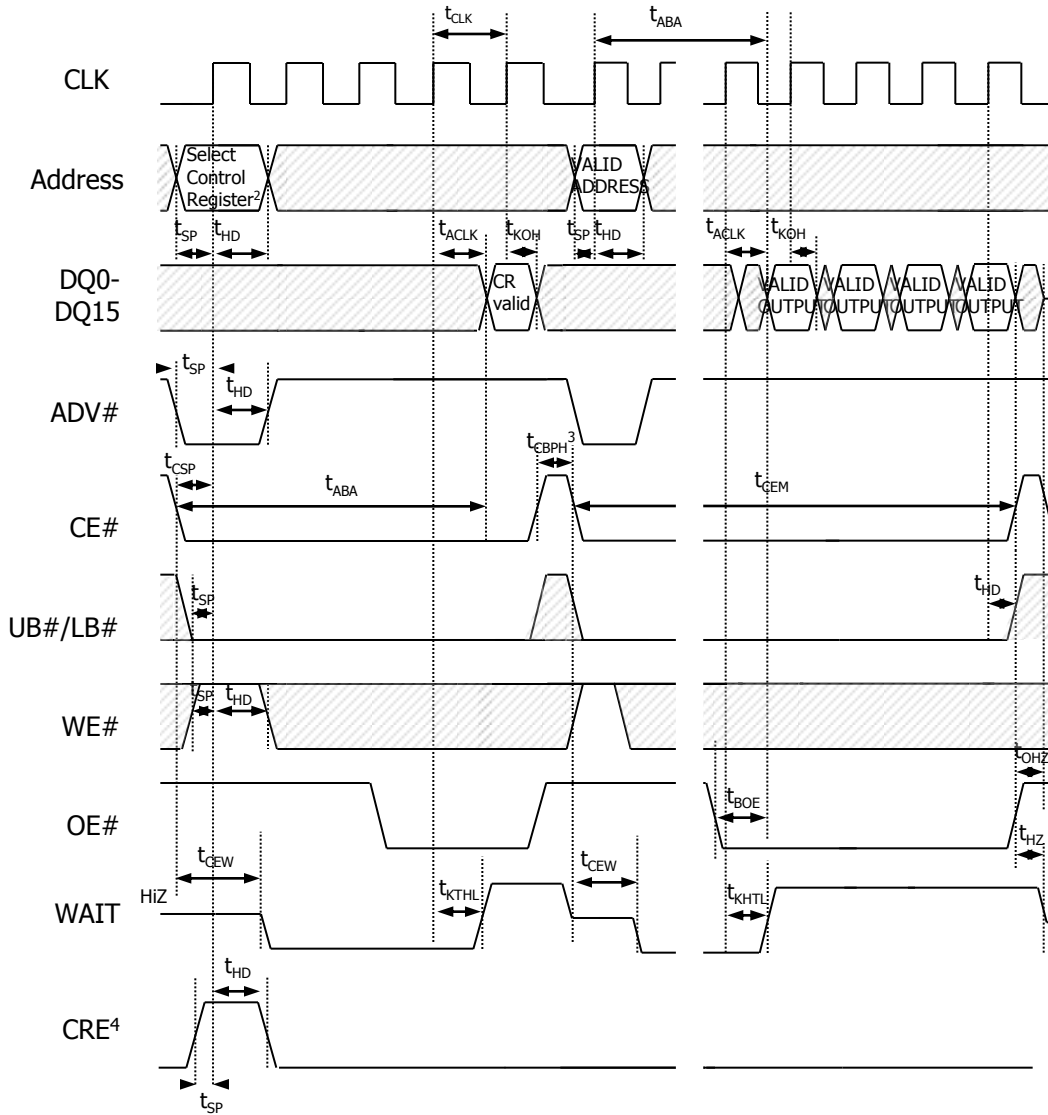 tCLK
tABA
CLK
Address
Select
Control
Register2
VALID
ADDRESS
tSP
tHD
tACLK
tKOH
tSP
tHD
tACLK
tKOH
DQ0-
DQ15
CR
valid
VALID
OUTPUT
VALID
OUTPUT
VALID
OUTPUT
VALID
OUTPUT
tSP
tHD
ADV#
tCBPH3
tCSP
tABA
tCEM
CE#
tSP
tHD
UB#/LB#
tSP
tHD
WE#
tOHZ
OE#
tBOE
tHZ
tCEW
tCEW
HiZ
WAIT
tKTHL
tKHTL
tHD
CRE4
tSP